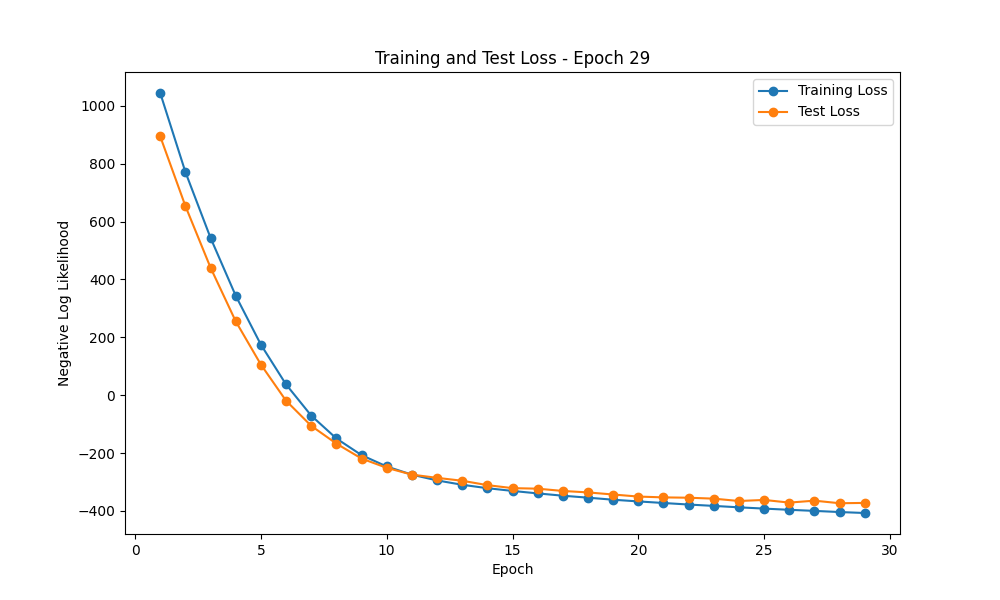 Training and Test Loss - Epoch 29
Training Loss
Test Loss
1000
800
600
400
200
0
−200
−400
Negative Log Likelihood
0 5 10 15 20 25 30
Epoch